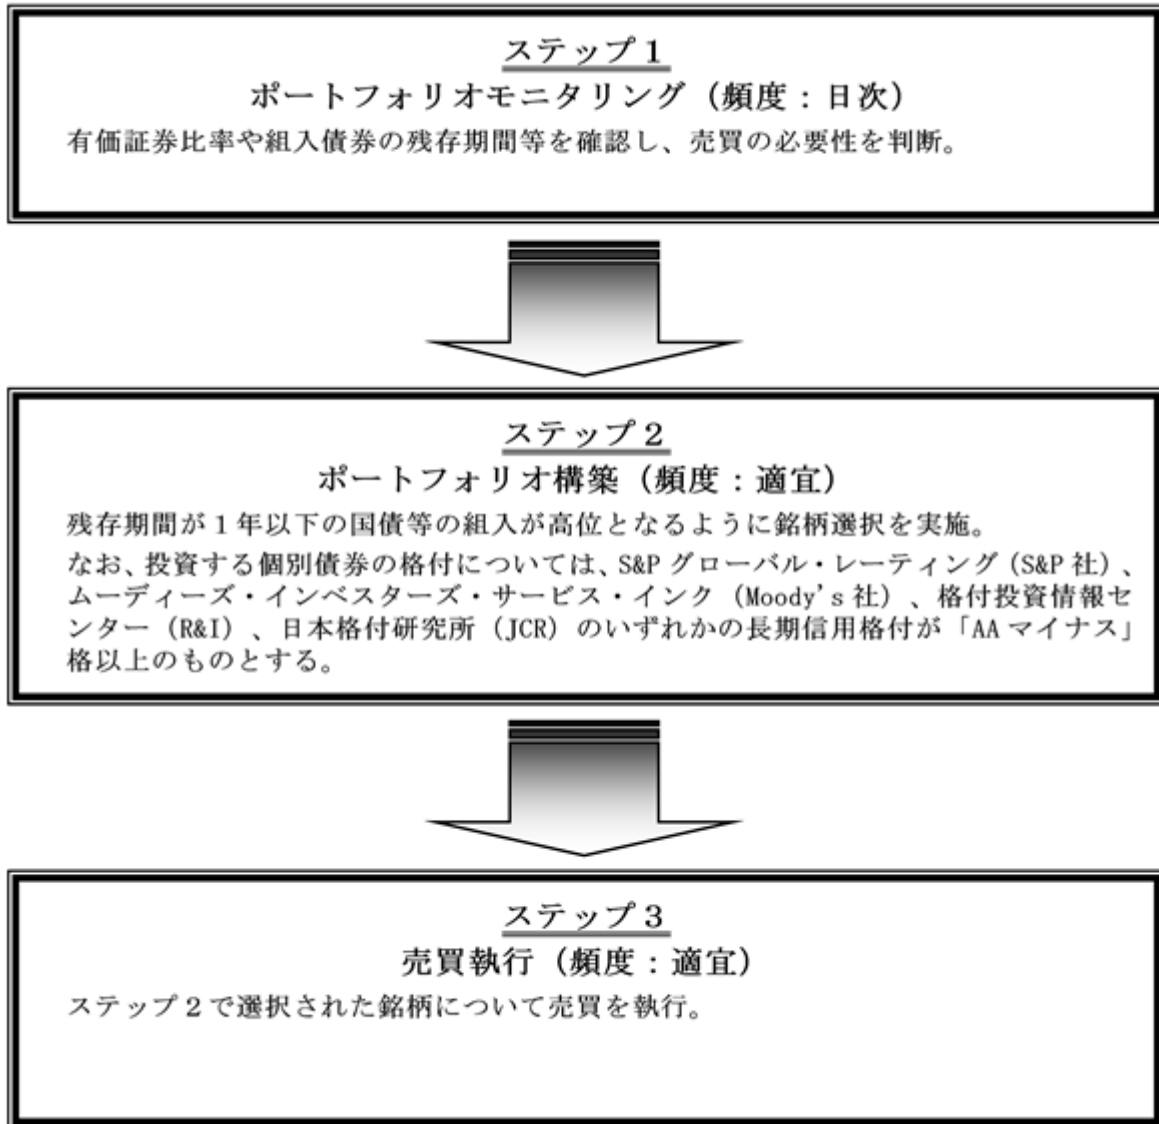 ステップ１
ポートフォリオモニタリング（頻度：日次）
有価証券比率や組入債券の残存期間等を確認し、売買の必要性を判断。
ステップ２
ポートフォリオ構築（頻度：適宜）
残存期間が１年以下の国債等の組入が高位となるように銘柄選択を実施。
なお、投資する個別債券の格付については、S&P グローバル・レーティング（S&P 社）、
ムーディーズ・インベスターズ・サービス・インク（Moody's 社）、格付投資情報セ
ンター（R&I）、日本格付研究所（JCR）のいずれかの長期信用格付が「AA マイナス」
格以上のものとする。
ステップ３
売買執行（頻度：適宜）
ステップ２で選択された銘柄について売買を執行。